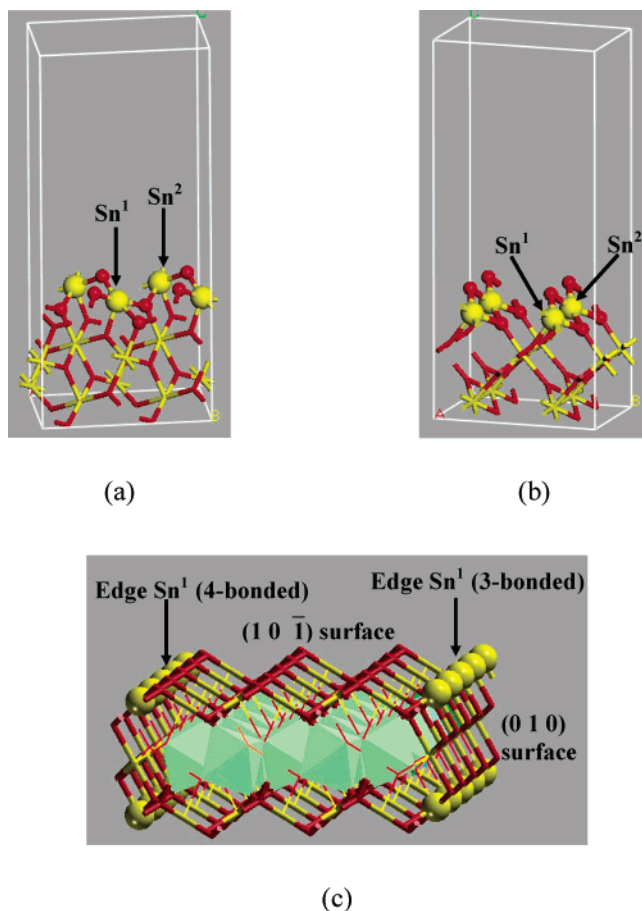 C
Sn¹
Sn²
A
B
C
Sn¹
Sn²
A
B
(a)
(b)
Edge Sn¹ (4-bonded)
Edge Sn¹ (3-bonded)
(1 0 1̅) surface
(0 1 0)
surface
(c)